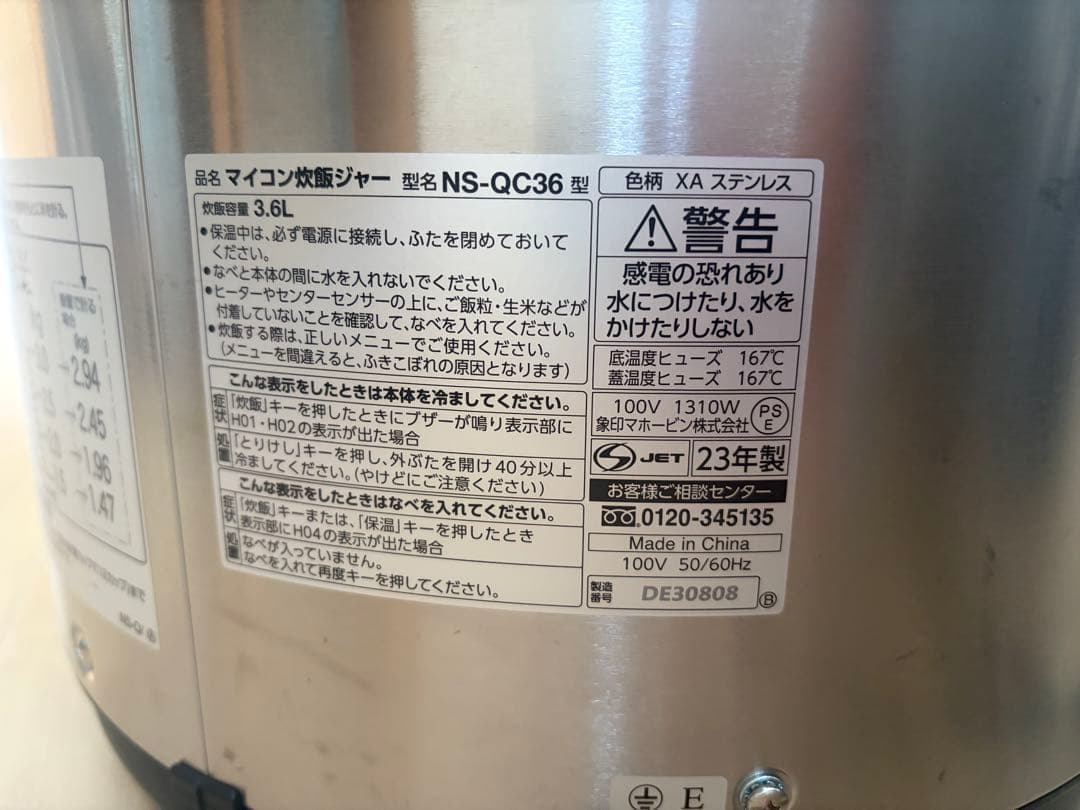 品名 マイコン炊飯ジャー 型名 NS-QC36 型
炊飯容量 3.6L
●保温中は、必ず電源に接続し、ふたを閉めておいて
ください。
●なべと本体の間に水を入れないでください。
●ヒーターやセンターセンサーの上に、ご飯粒・生米などが
付着していないことを確認して、なべを入れてください。
●炊飯する際は、正しいメニューでご使用ください。
(メニューを間違えると、ふきこぼれの原因となります)
こんな表示をしたときは本体を冷ましてください。
症状 「炊飯」キーを押したときにブザーが鳴り表示部に
H01・H02の表示が出た場合
処置 「とりけし」キーを押し、外ぶたを開け40分以上
冷ましてください。(やけどにご注意ください)
こんな表示をしたときはなべを入れてください。
症状 「炊飯」キーまたは、「保温」キーを押したとき
表示部にH04の表示が出た場合
処置 なべが入っていません。
なべを入れて再度キーを押してください。
色柄 XA ステンレス
警告
感電の恐れあり
水につけたり、水を
かけたりしない
底温度ヒューズ 167℃
蓋温度ヒューズ 167℃
100V 1310W
象印マホービン株式会社
PS
E
JET 23年製
お客様ご相談センター
0120-345135
Made in China
100V 50/60Hz
製造番号 DE30808 Ⓑ
重量で計る
場合
(kg)
→2.94
→2.45
→1.96
→1.47
E